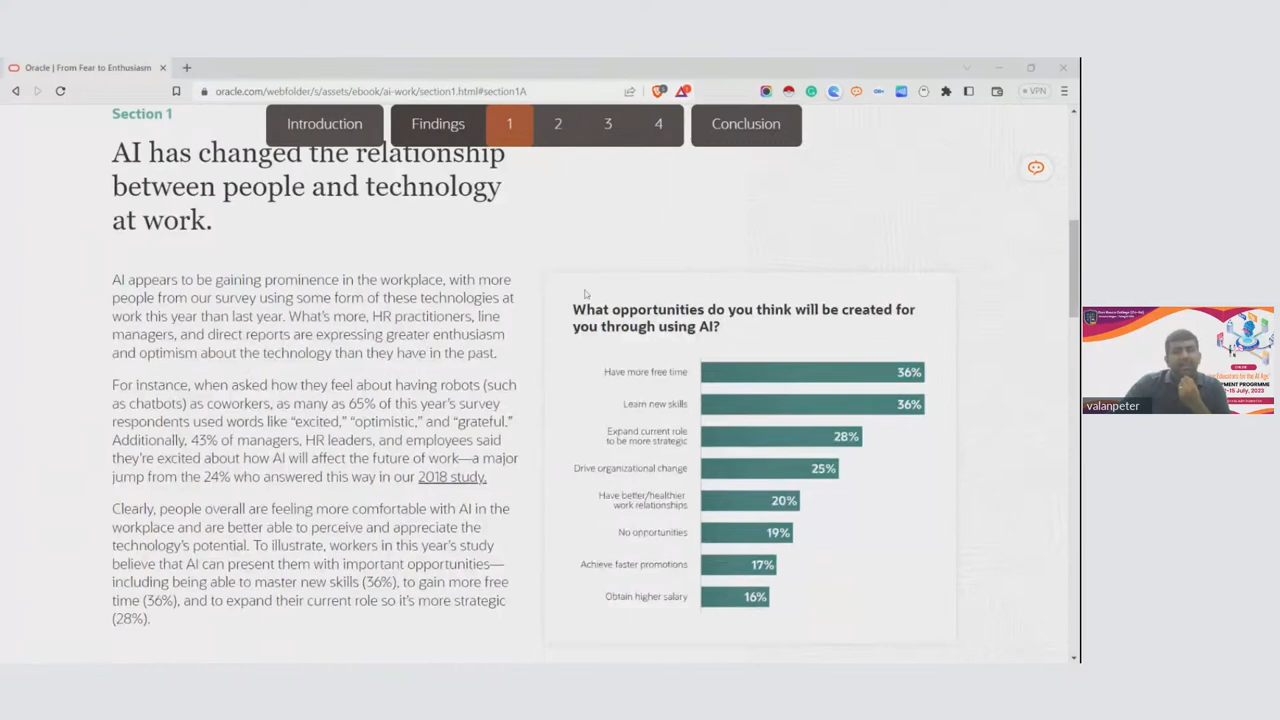 Oracle | From Fear to Enthusiasm
oracle.com/webfolder/s/assets/ebook/ai-work/section1.html#section1A
VPN
Section 1
Introduction
Findings
1
2
3
4
Conclusion
AI has changed the relationship
between people and technology
at work.
AI appears to be gaining prominence in the workplace, with more
people from our survey using some form of these technologies at
work this year than last year. What's more, HR practitioners, line
managers, and direct reports are expressing greater enthusiasm
and optimism about the technology than they have in the past.
For instance, when asked how they feel about having robots (such
as chatbots) as coworkers, as many as 65% of this year's survey
respondents used words like "excited," "optimistic," and "grateful."
Additionally, 43% of managers, HR leaders, and employees said
they're excited about how AI will affect the future of work—a major
jump from the 24% who answered this way in our 2018 study.
Clearly, people overall are feeling more comfortable with AI in the
workplace and are better able to perceive and appreciate the
technology's potential. To illustrate, workers in this year's study
believe that AI can present them with important opportunities—
including being able to master new skills (36%), to gain more free
time (36%), and to expand their current role so it's more strategic
(28%).
What opportunities do you think will be created for
you through using AI?
Have more free time 36%
Learn new skills 36%
Expand current role
to be more strategic 28%
Drive organizational change 25%
Have better/healthier
work relationships 20%
No opportunities 19%
Achieve faster promotions 17%
Obtain higher salary 16%
Educators for the AI Age"
15 July, 2023
valanpeter